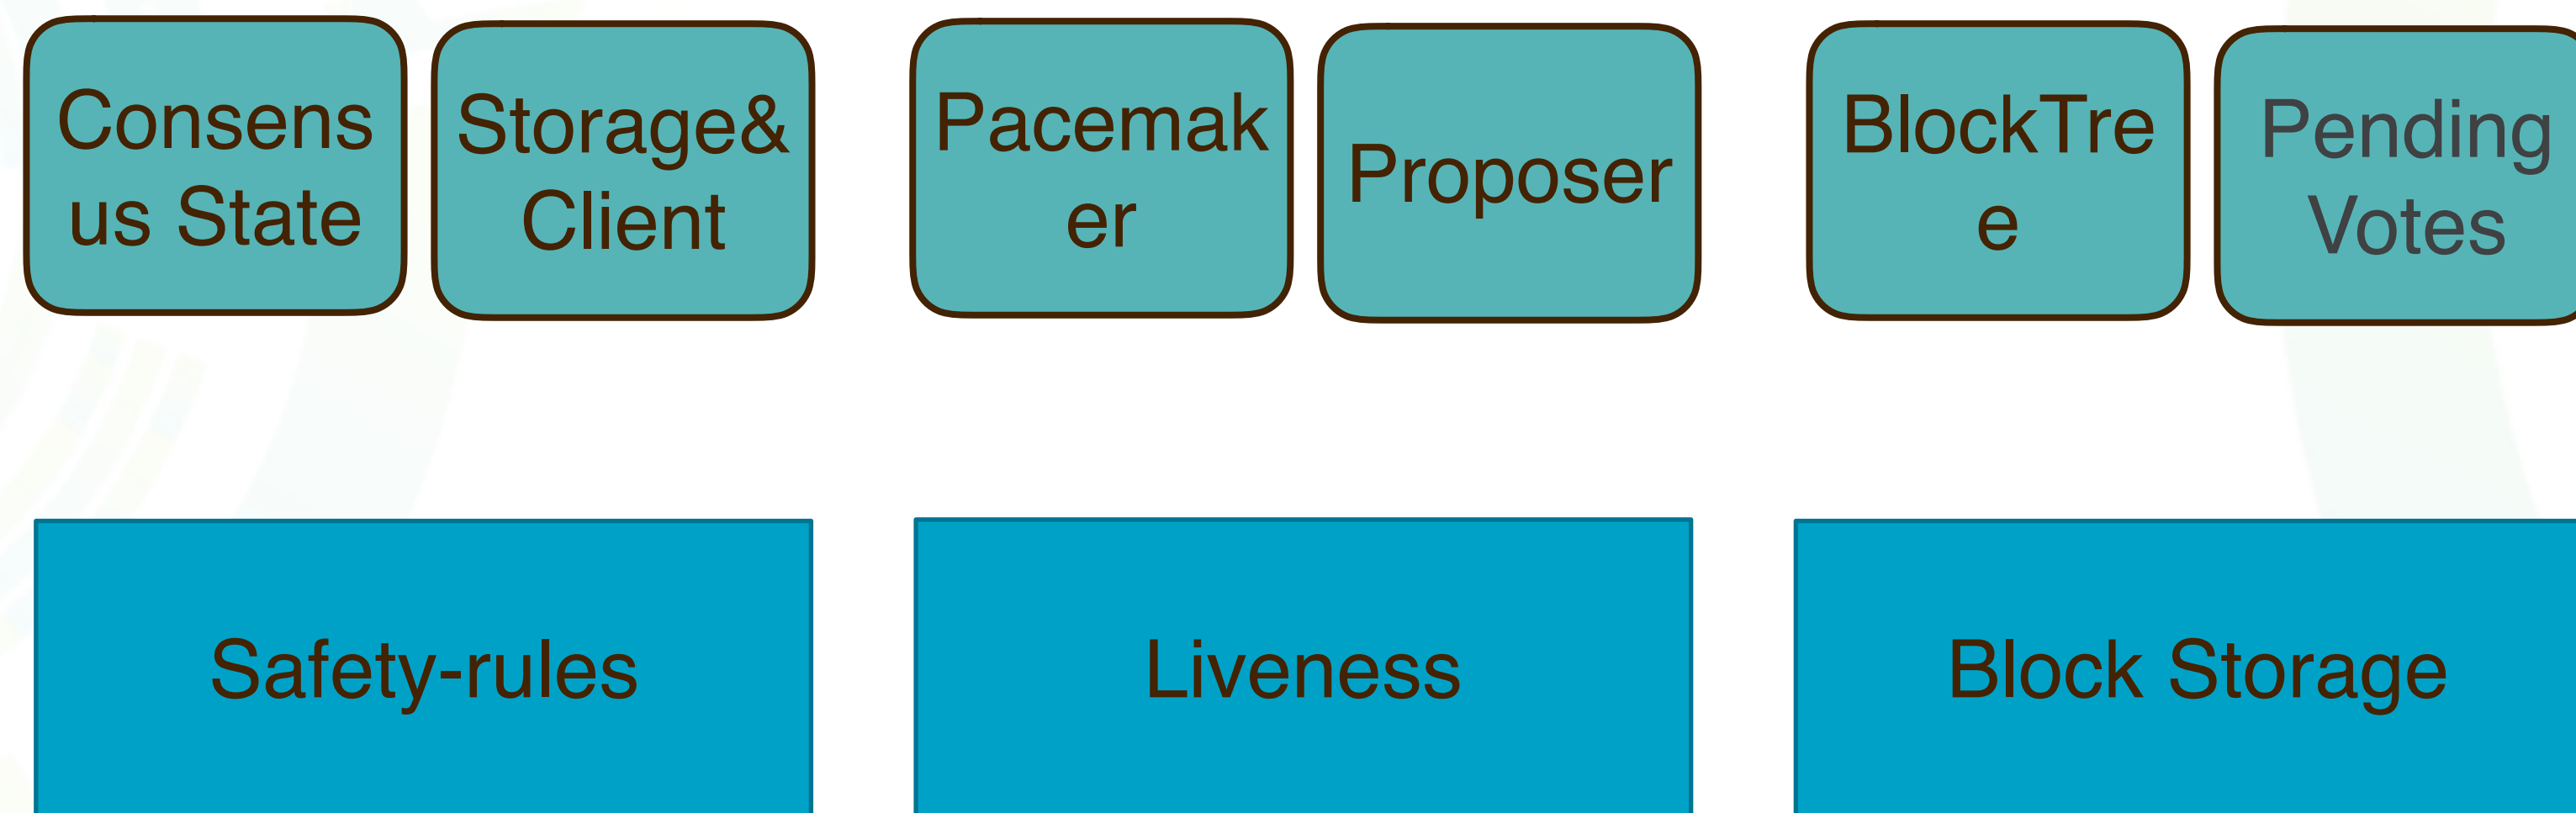 Consens
us State
Storage&
Client
Pacemak
er
Proposer
BlockTre
e
Pending
Votes
Safety-rules
Liveness
Block Storage